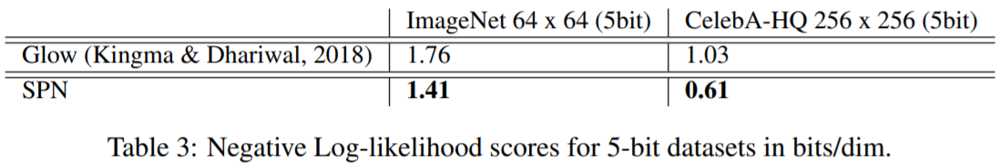 ImageNet 64 x 64 (5bit) CelebA-HQ 256 x 256 (5bit)
Glow (Kingma & Dhariwal, 2018) 1.76 1.03
SPN 1.41 0.61
Table 3: Negative Log-likelihood scores for 5-bit datasets in bits/dim.